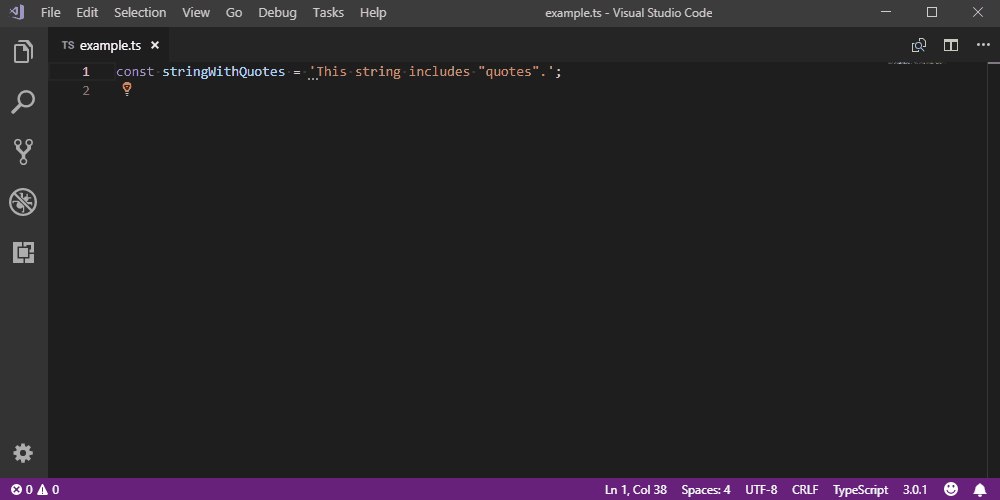 File Edit Selection View Go Debug Tasks Help example.ts - Visual Studio Code
TS example.ts
1 const stringWithQuotes = 'This string includes "quotes".';
2
0 0 Ln 1, Col 38 Spaces: 4 UTF-8 CRLF TypeScript 3.0.1